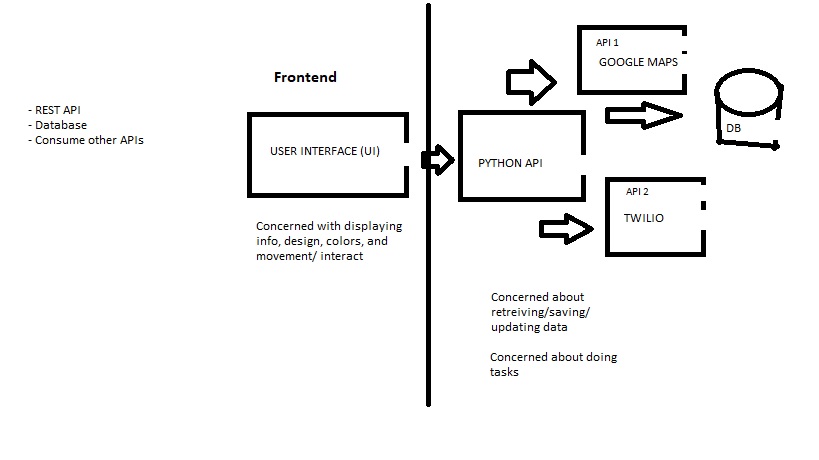 Frontend
- REST API
- Database
- Consume other APIs
USER INTERFACE (UI)
Concerned with displaying
info, design, colors, and
movement/ interact
PYTHON API
API 1
GOOGLE MAPS
DB
API 2
TWILIO
Concerned about
retreiving/saving/
updating data
Concerned about doing
tasks